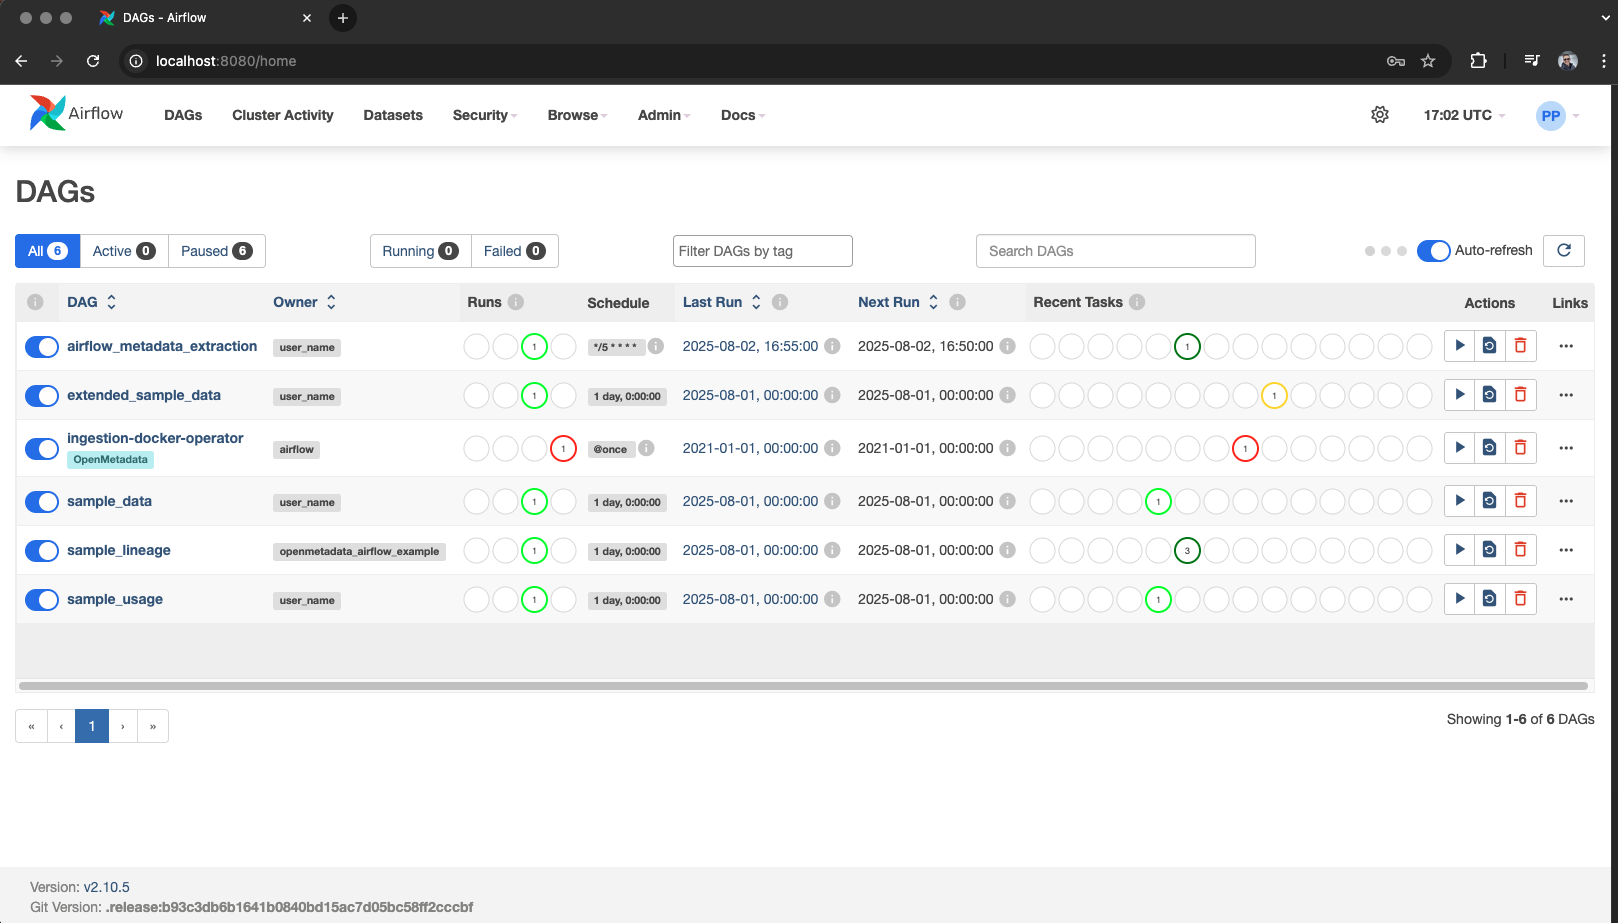 DAGs - Airflow
localhost:8080/home
Airflow DAGs Cluster Activity Datasets Security Browse Admin Docs 17:02 UTC PP
DAGs
All 6 Active 0 Paused 6 Running 0 Failed 0 Filter DAGs by tag Search DAGs Auto-refresh
DAG Owner Runs Schedule Last Run Next Run Recent Tasks Actions Links
airflow_metadata_extraction user_name 1 */5 * * * * 2025-08-02, 16:55:00 2025-08-02, 16:50:00 1
extended_sample_data user_name 1 1 day, 0:00:00 2025-08-01, 00:00:00 2025-08-01, 00:00:00 1
ingestion-docker-operator
OpenMetadata airflow 1 @once 2021-01-01, 00:00:00 2021-01-01, 00:00:00 1
sample_data user_name 1 1 day, 0:00:00 2025-08-01, 00:00:00 2025-08-01, 00:00:00 1
sample_lineage openmetadata_airflow_example 1 1 day, 0:00:00 2025-08-01, 00:00:00 2025-08-01, 00:00:00 3
sample_usage user_name 1 1 day, 0:00:00 2025-08-01, 00:00:00 2025-08-01, 00:00:00 1
« ‹ 1 › » Showing 1-6 of 6 DAGs
Version: v2.10.5
Git Version: .release:b93c3db6b1641b0840bd15ac7d05bc58ff2cccbf